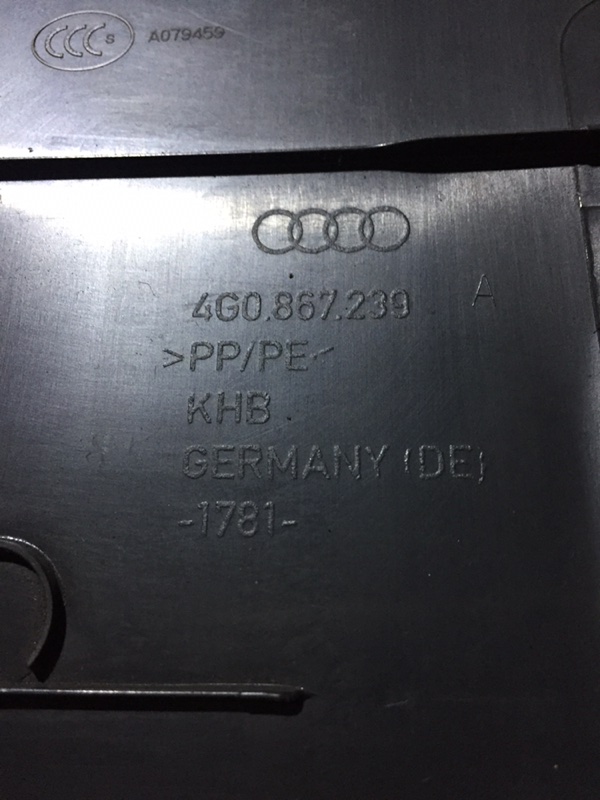 CCC S A079459
4G0.867.239 A
>PP/PE<
KHB
GERMANY (DE)
-1781-